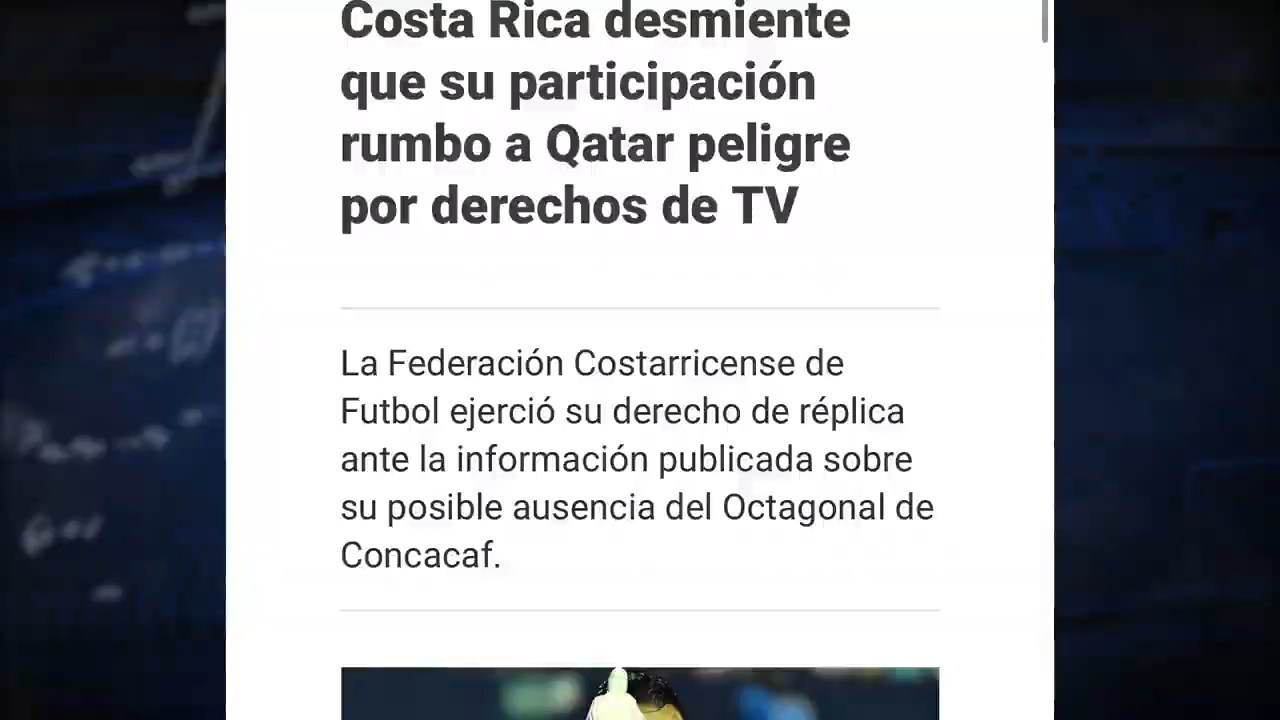 Costa Rica desmiente
que su participación
rumbo a Qatar peligre
por derechos de TV
La Federación Costarricense de
Futbol ejerció su derecho de réplica
ante la información publicada sobre
su posible ausencia del Octagonal de
Concacaf.